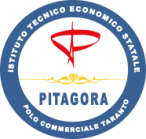 ISTITUTO TECNICO ECONOMICO STATALE
PITAGORA
POLO COMMERCIALE TARANTO